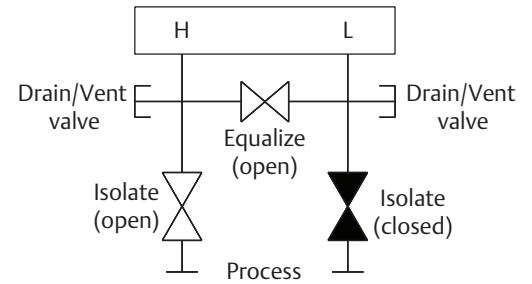 H
L
Drain/Vent
valve
Drain/Vent
valve
Equalize
(open)
Isolate
(open)
Isolate
(closed)
Process